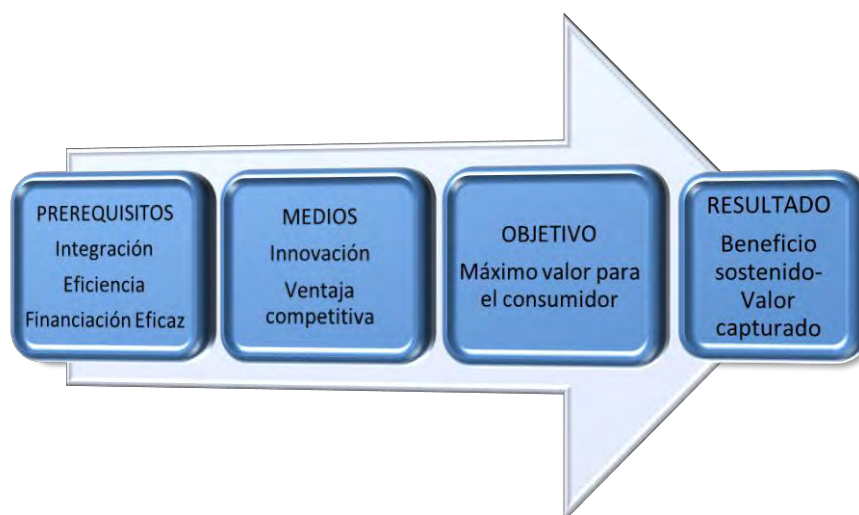 PREREQUISITOS
Integración
Eficiencia
Financiación Eficaz
MEDIOS
Innovación
Ventaja
competitiva
OBJETIVO
Máximo valor para
el consumidor
RESULTADO
Beneficio
sostenido-
Valor
capturado